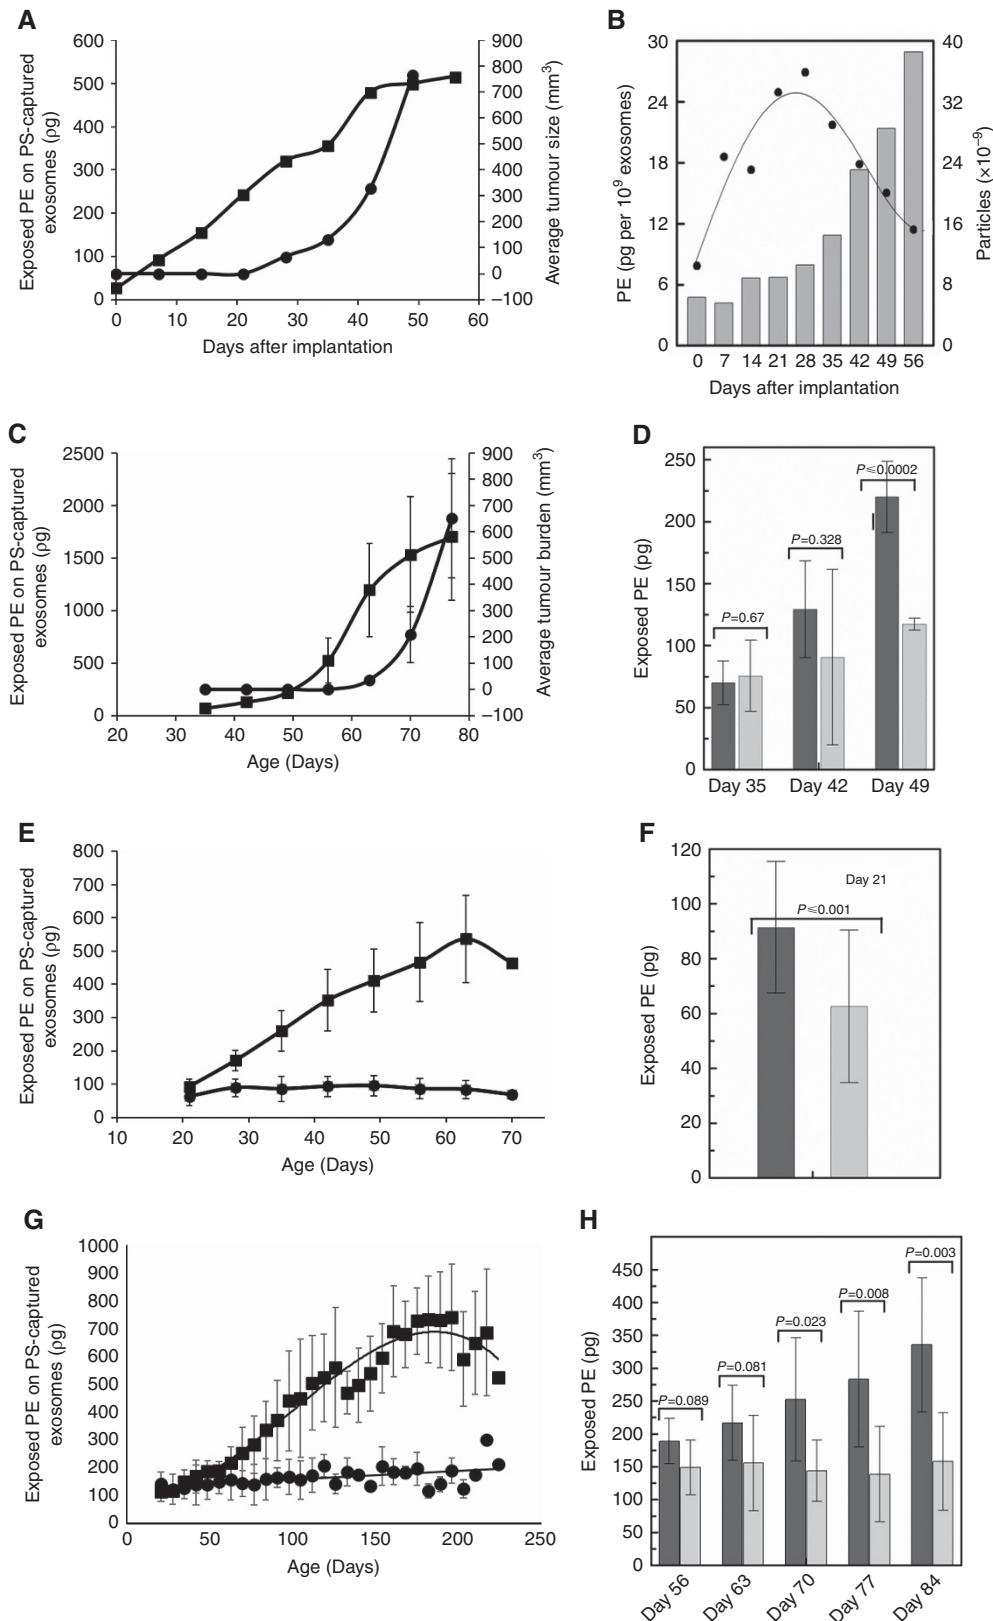 A
Exposed PE on PS-captured
exosomes (ρg)
600
500
400
300
200
100
0
900
800
700
600
500
400
300
200
100
0
–100
Average tumour size (mm³)
0 10 20 30 40 50 60
Days after implantation
B
PE (pg per 10⁹ exosomes)
30
24
18
12
6
0
40
32
24
16
8
0
Particles (×10⁻⁹)
0 7 14 21 28 35 42 49 56
Days after implantation
C
Exposed PE on PS-captured
exosomes (ρg)
2500
2000
1500
1000
500
0
900
800
700
600
500
400
300
200
100
0
–100
Average tumour burden (mm³)
20 30 40 50 60 70 80
Age (Days)
D
Exposed PE (pg)
250
200
150
100
50
0
P=0.67
P=0.328
P⩽0.0002
Day 35 Day 42 Day 49
E
Exposed PE on PS-captured
exosomes (ρg)
800
700
600
500
400
300
200
100
0
10 20 30 40 50 60 70
Age (Days)
F
Exposed PE (pg)
120
100
80
60
40
20
0
Day 21
P⩽0.001
G
Exposed PE on PS-captured
exosomes (ρg)
1000
900
800
700
600
500
400
300
200
100
0
0 50 100 150 200 250
Age (Days)
H
Exposed PE (pg)
450
400
350
300
250
200
150
100
50
0
P=0.089
P=0.081
P=0.023
P=0.008
P=0.003
Day 56 Day 63 Day 70 Day 77 Day 84